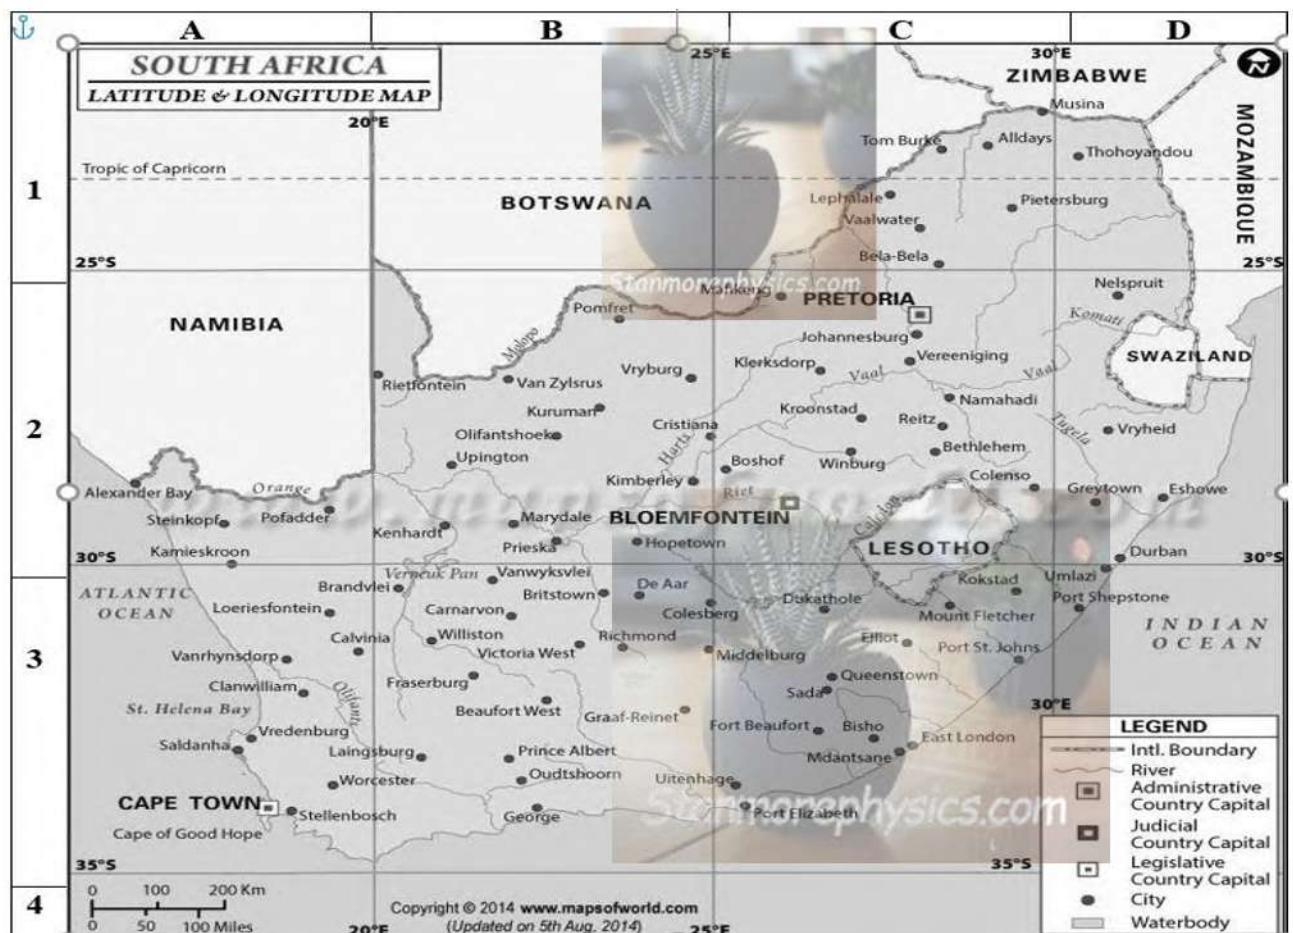 A B C D
SOUTH AFRICA
LATITUDE & LONGITUDE MAP
25°E
30°E
ZIMBABWE
N
20°E
Musina
MOZAMBIQUE
Tom Burke
Alldays
Thohoyandou
Tropic of Capricorn
1
BOTSWANA
Lephalale
Pietersburg
Vaalwater
Bela-Bela
25°S
25°S
Stanmorephysics.com
Mafikeng
PRETORIA
Nelspruit
Pomfret
NAMIBIA
Komati
Molopo
Johannesburg
SWAZILAND
Vereeniging
Klerksdorp
Vryburg
Vaal
Vaal
Rietfontein
Van Zylsrus
Kuruman
Namahadi
Kroonstad
Reitz
2
Cristiana
Tugela
Vryheid
Olifantshoek
Harts
Bethlehem
Upington
Boshof
Winburg
Colenso
Kimberley
Alexander Bay
Orange
Riet
Greytown
Eshowe
Steinkopf
Pofadder
Marydale
BLOEMFONTEIN
Caledon
Kenhardt
Prieska
Hopetown
LESOTHO
Kamieskroon
30°S
Durban
30°S
Verneuk Pan
Vanwyksvlei
Umlazi
Brandvlei
Britstown
De Aar
Kokstad
Port Shepstone
ATLANTIC
OCEAN
Loeriesfontein
Carnarvon
Colesberg
Dukathole
Mount Fletcher
INDIAN
OCEAN
Calvinia
Williston
Richmond
Elliot
Port St. Johns
3
Vanrhynsdorp
Victoria West
Middelburg
Clanwilliam
Fraserburg
Queenstown
Olifants
Sada
St. Helena Bay
Beaufort West
Graaf-Reinet
30°E
Vredenburg
Fort Beaufort
Bisho
East London
Saldanha
Laingsburg
Prince Albert
Mdantsane
Worcester
Oudtshoorn
Uitenhage
CAPE TOWN
Stellenbosch
George
Stanmorephysics.com
Port Elizabeth
Cape of Good Hope
35°S
35°S
LEGEND
Intl. Boundary
River
Administrative
Country Capital
Judicial
Country Capital
Legislative
Country Capital
City
Waterbody
4
0 100 200 Km
0 50 100 Miles
20°E
Copyright © 2014 www.mapsofworld.com
(Updated on 5th Aug, 2014)
25°E